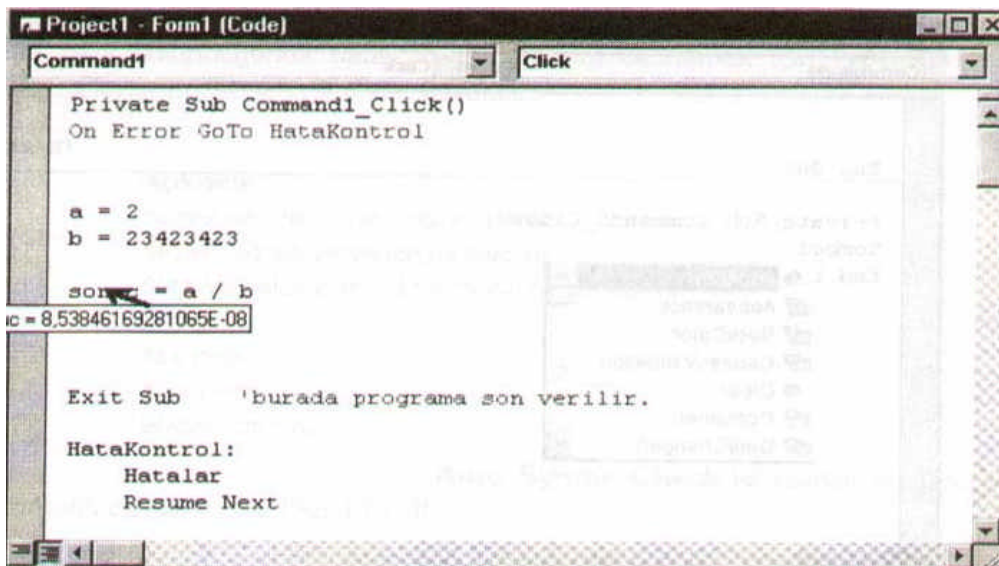 Project1 - Form1 (Code)
Command1 Click
Private Sub Command1_Click()
On Error GoTo HataKontrol
a = 2
b = 23423423
= a / b
= 8,53846169281065E-08
Exit Sub 'burada programa son verilir.
HataKontrol:
Hatalar
Resume Next